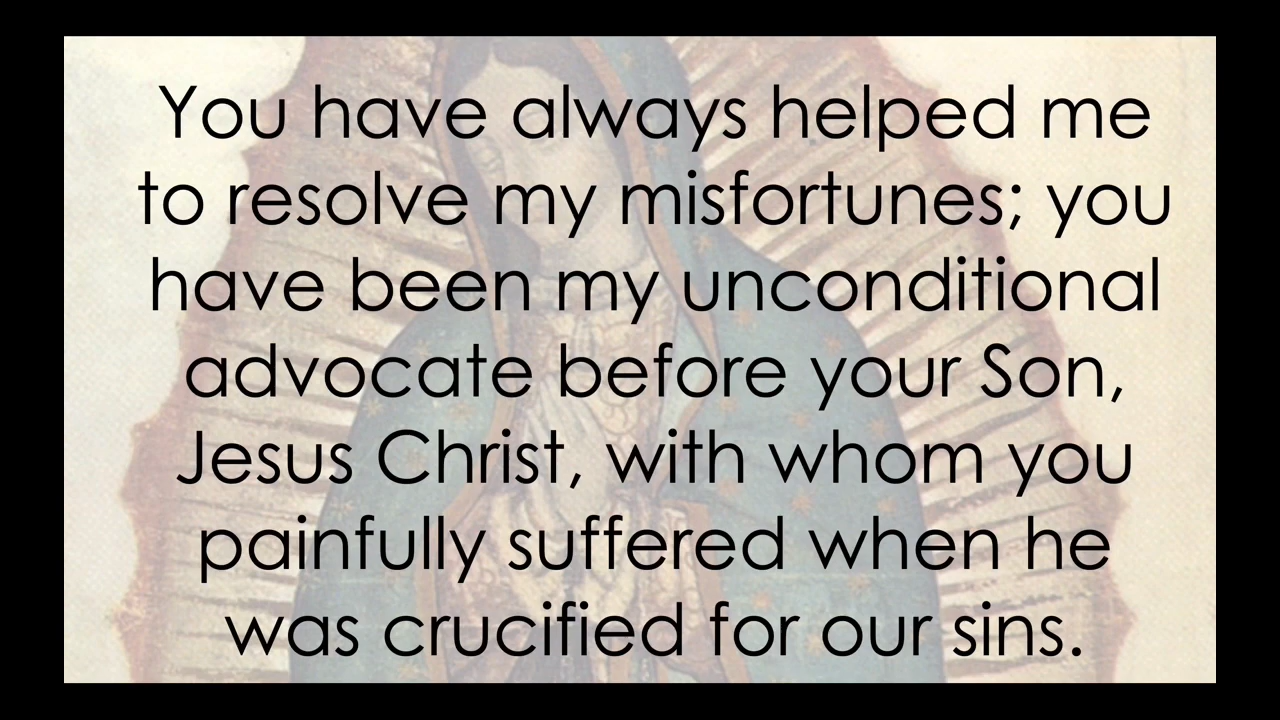 You have always helped me
to resolve my misfortunes; you
have been my unconditional
advocate before your Son,
Jesus Christ, with whom you
painfully suffered when he
was crucified for our sins.